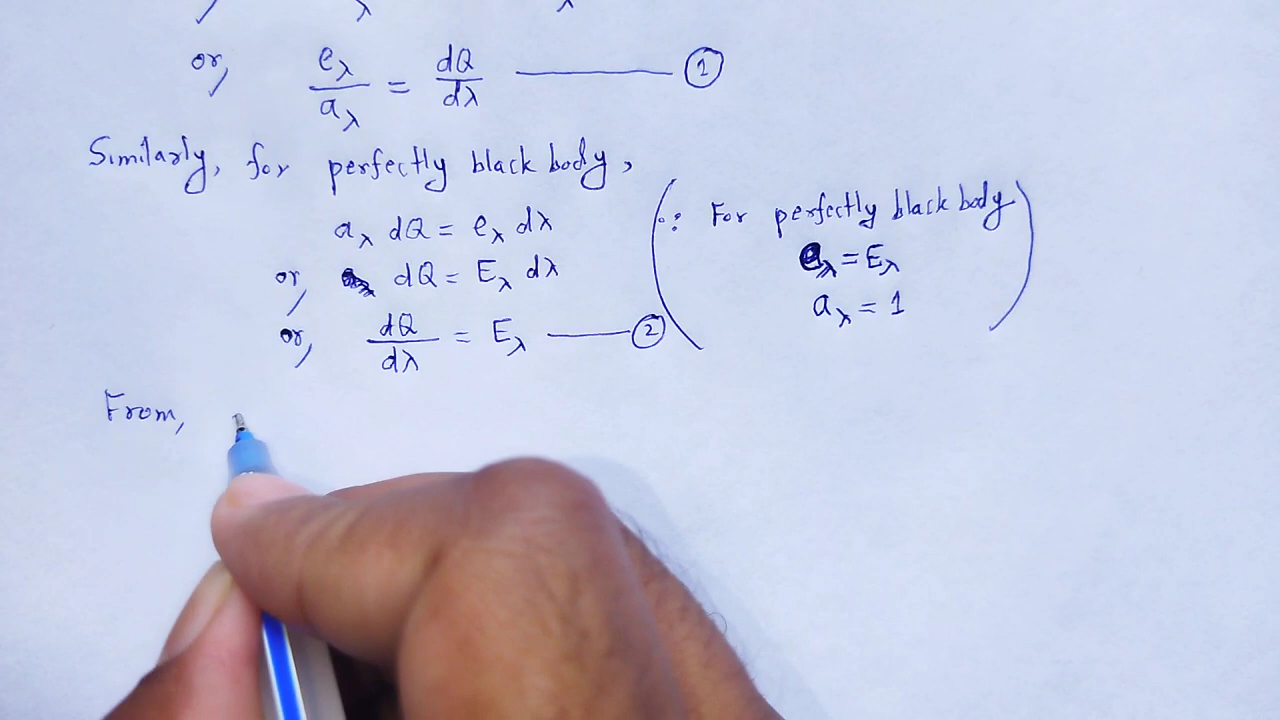 or, eλ/aλ = dQ/dλ ——— ①
Similarly, for perfectly black body,
aλ dQ = eλ dλ
or, dQ = Eλ dλ
or, dQ/dλ = Eλ ——— ②
(∵ For perfectly black body
eλ = Eλ
aλ = 1)
From,